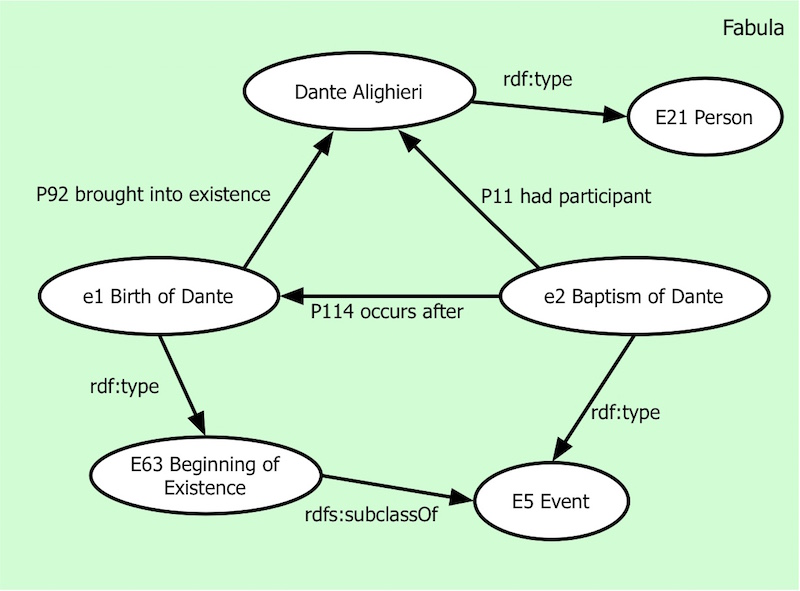 Fabula
Dante Alighieri
rdf:type
E21 Person
P92 brought into existence
P11 had participant
e1 Birth of Dante
P114 occurs after
e2 Baptism of Dante
rdf:type
rdf:type
E63 Beginning of
Existence
rdfs:subclassOf
E5 Event